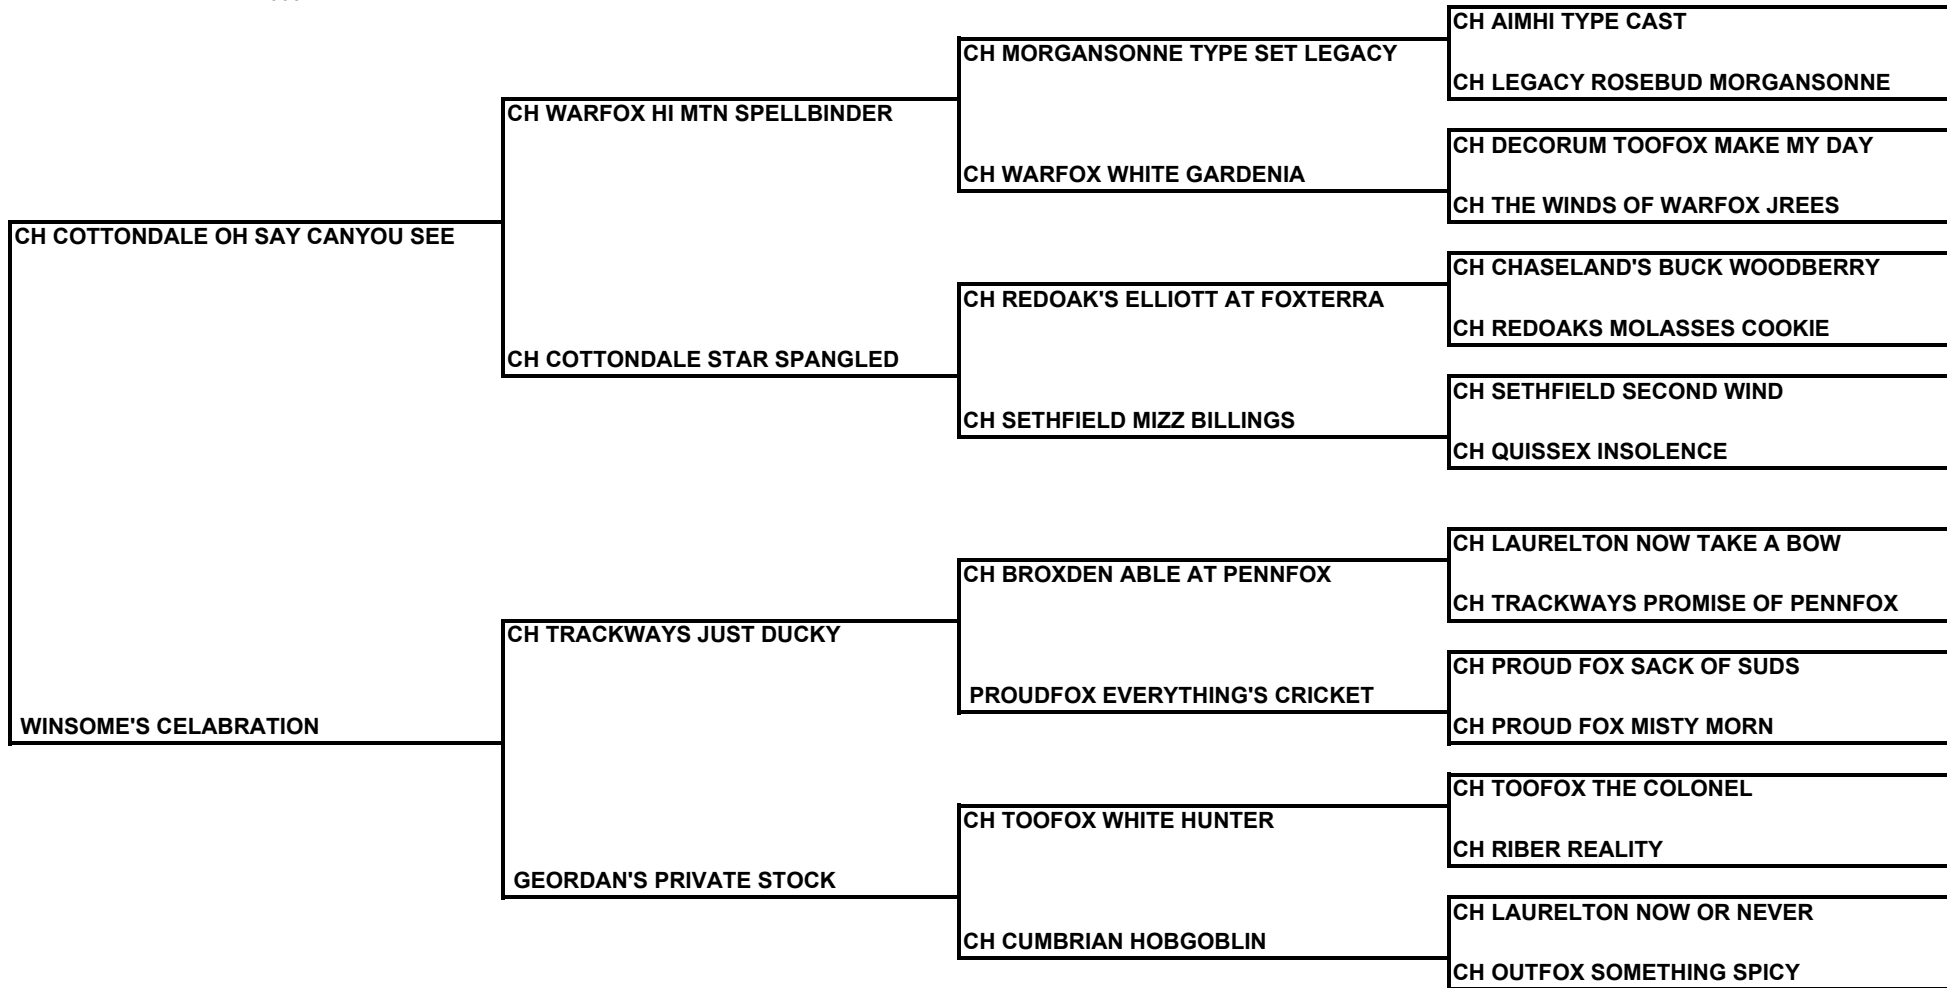 CH AIMHI TYPE CAST
CH MORGANSONNE TYPE SET LEGACY
CH LEGACY ROSEBUD MORGANSONNE
CH WARFOX HI MTN SPELLBINDER
CH DECORUM TOOFOX MAKE MY DAY
CH WARFOX WHITE GARDENIA
CH THE WINDS OF WARFOX JREES
CH COTTONDALE OH SAY CANYOU SEE
CH CHASELAND'S BUCK WOODBERRY
CH REDOAK'S ELLIOTT AT FOXTERRA
CH REDOAKS MOLASSES COOKIE
CH COTTONDALE STAR SPANGLED
CH SETHFIELD SECOND WIND
CH SETHFIELD MIZZ BILLINGS
CH QUISSEX INSOLENCE
CH LAURELTON NOW TAKE A BOW
CH BROXDEN ABLE AT PENNFOX
CH TRACKWAYS PROMISE OF PENNFOX
CH TRACKWAYS JUST DUCKY
CH PROUD FOX SACK OF SUDS
PROUDFOX EVERYTHING'S CRICKET
CH PROUD FOX MISTY MORN
WINSOME'S CELABRATION
CH TOOFOX THE COLONEL
CH TOOFOX WHITE HUNTER
CH RIBER REALITY
GEORDAN'S PRIVATE STOCK
CH LAURELTON NOW OR NEVER
CH CUMBRIAN HOBGOBLIN
CH OUTFOX SOMETHING SPICY